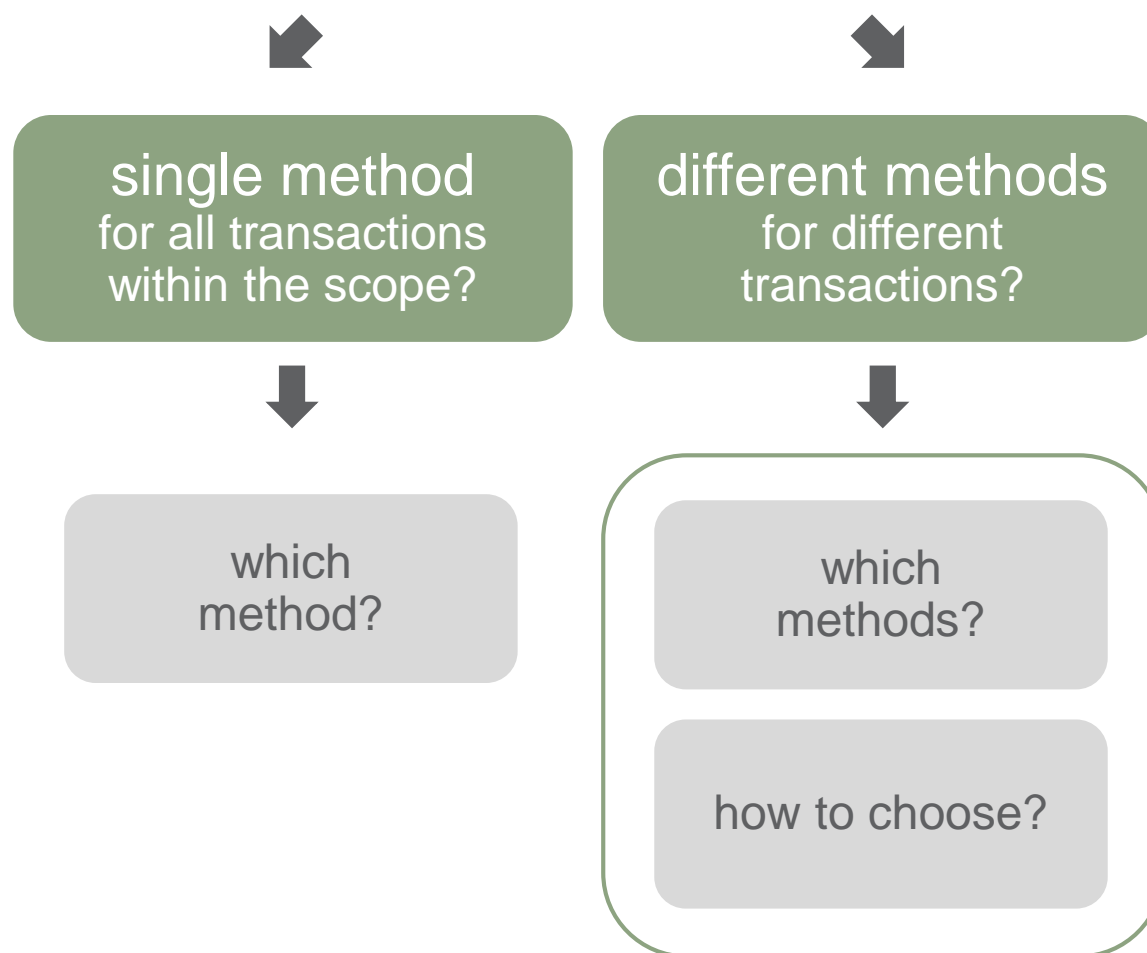 single method
for all transactions
within the scope?
different methods
for different
transactions?
which
method?
which
methods?
how to choose?